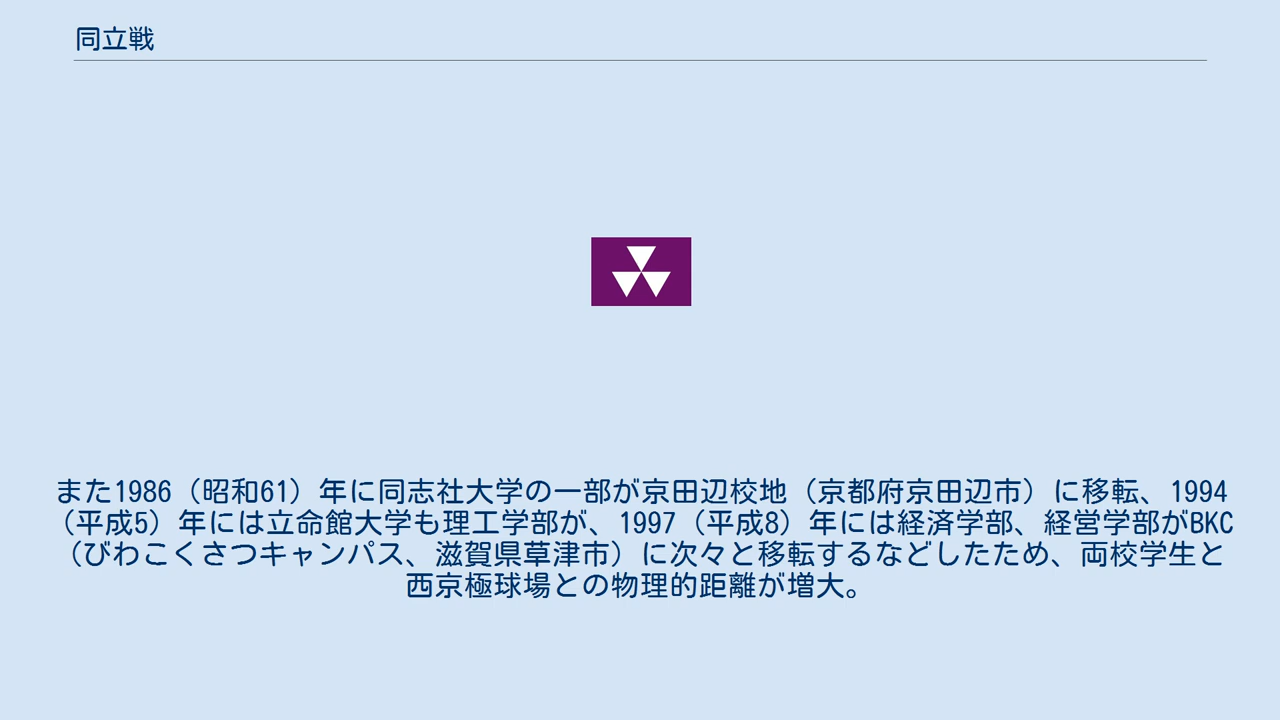 同立戦
また1986（昭和61）年に同志社大学の一部が京田辺校地（京都府京田辺市）に移転、1994
（平成5）年には立命館大学も理工学部が、1997（平成8）年には経済学部、経営学部がBKC
（びわこくさつキャンパス、滋賀県草津市）に次々と移転するなどしたため、両校学生と
西京極球場との物理的距離が増大。